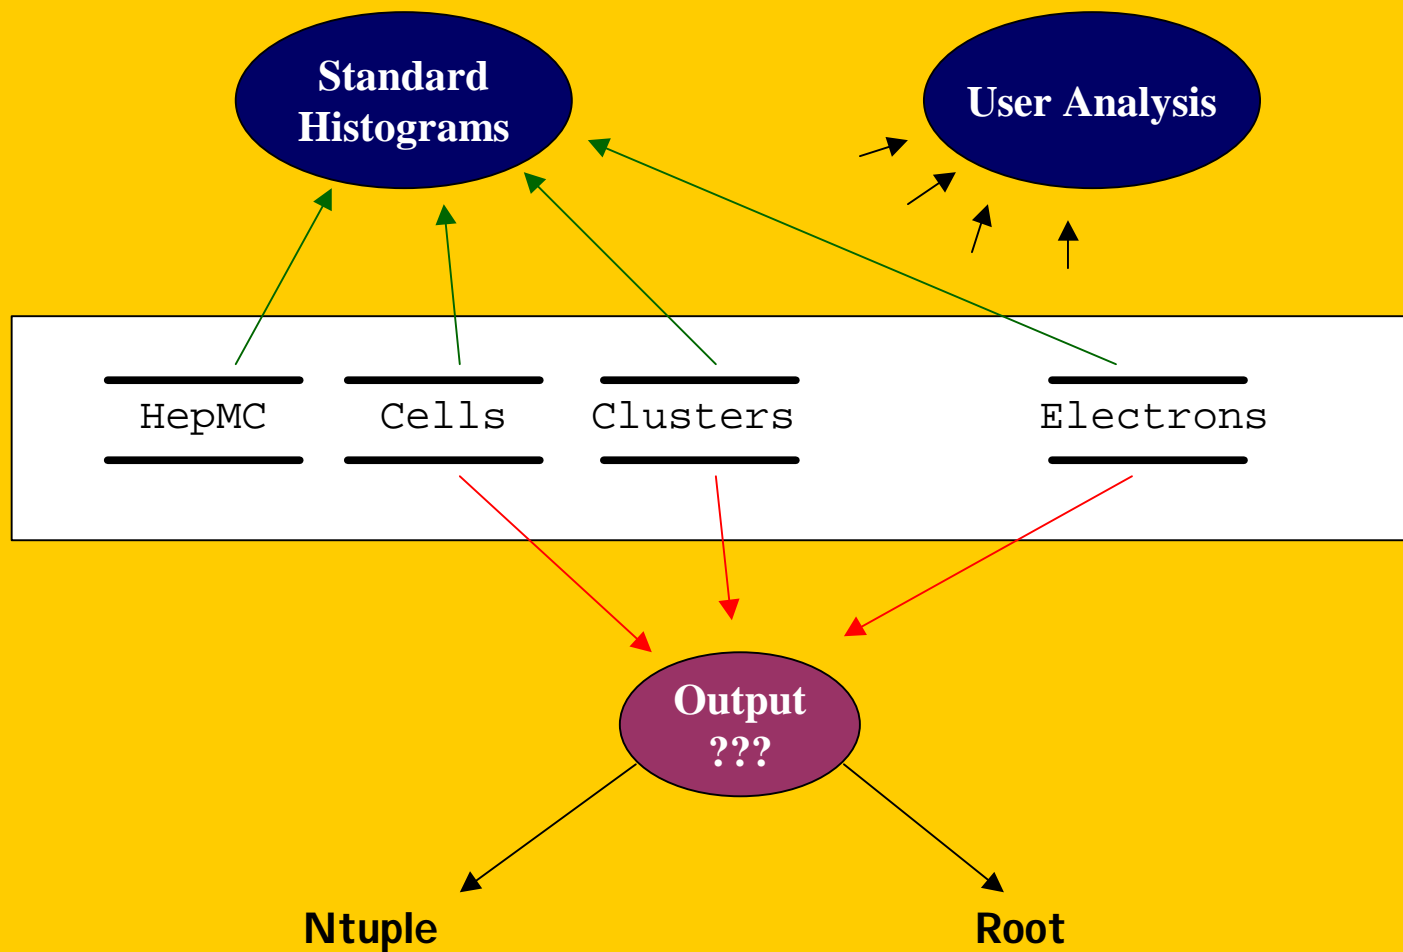 Standard
Histograms
User Analysis
HepMC
Cells
Clusters
Electrons
Output
???
Ntuple
Root